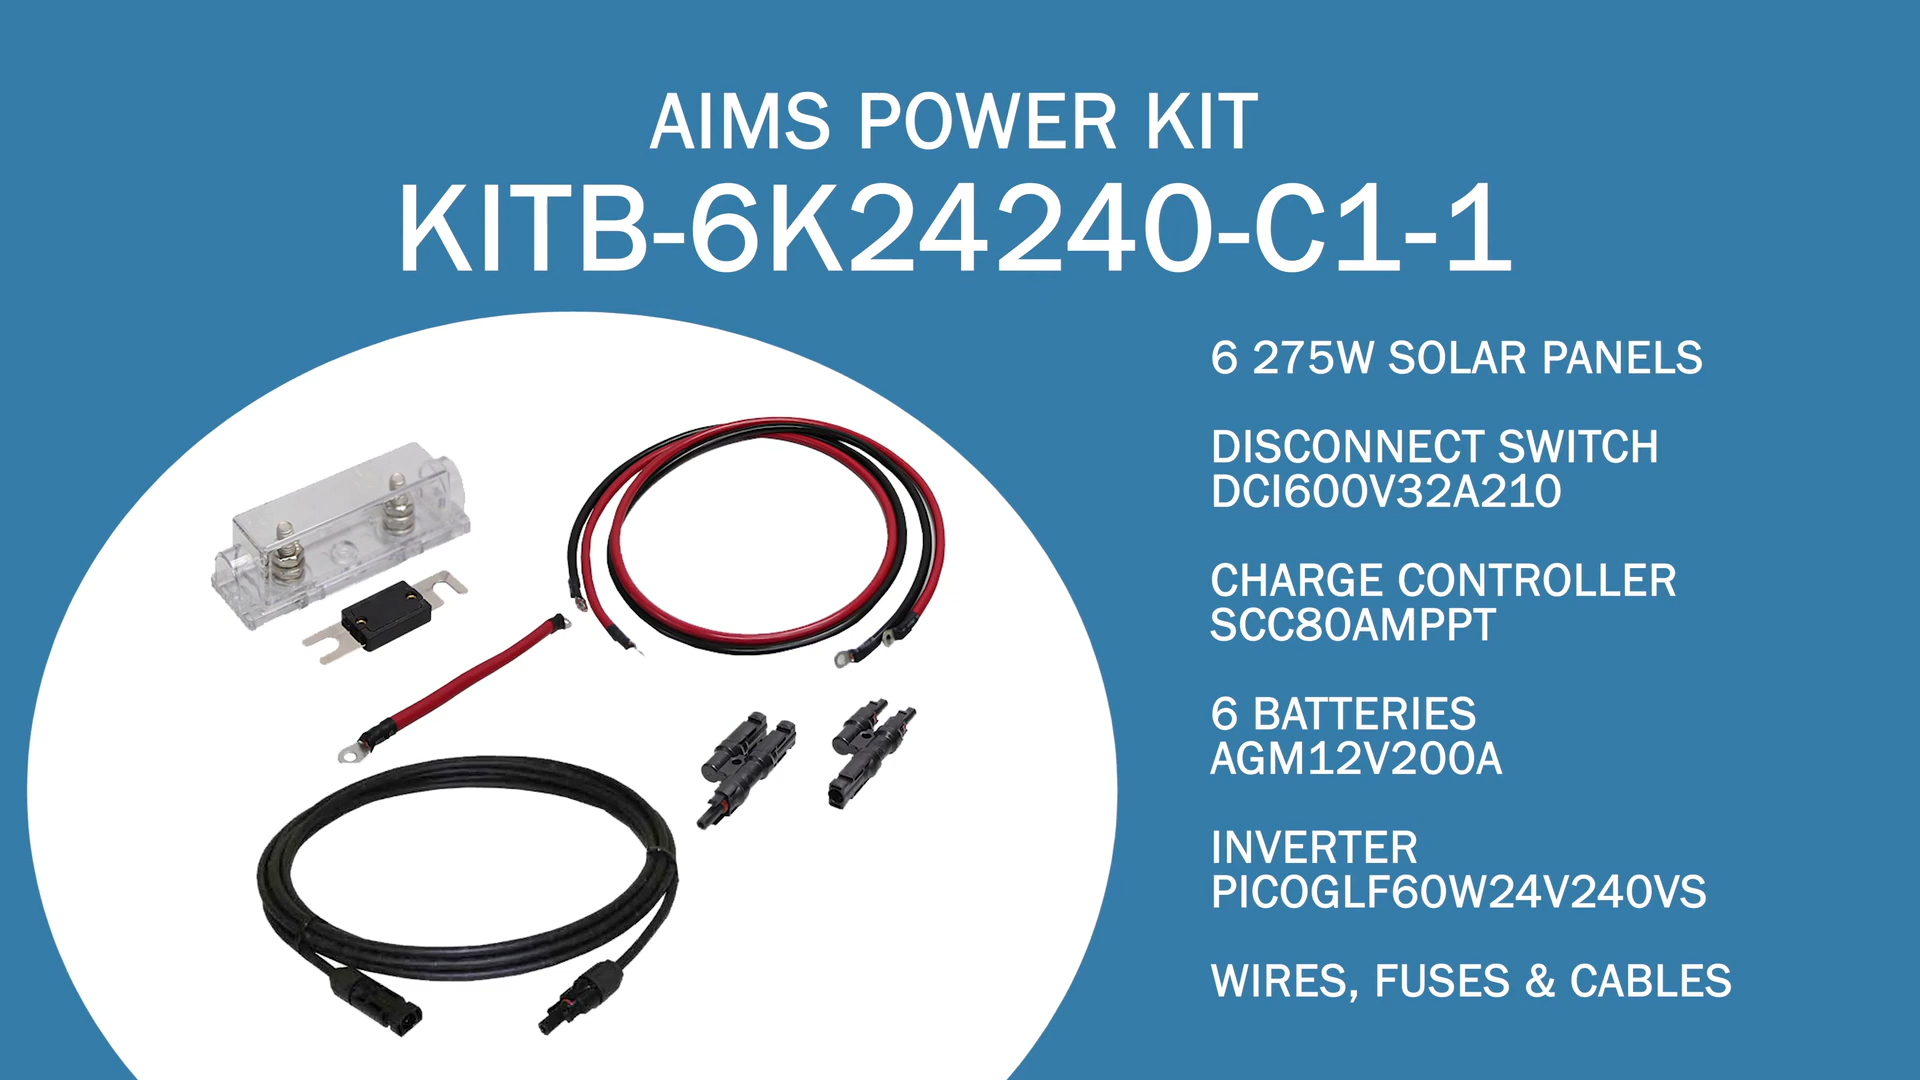 AIMS POWER KIT
KITB-6K24240-C1-1
6 275W SOLAR PANELS
DISCONNECT SWITCH
DCI600V32A210
CHARGE CONTROLLER
SCC80AMPPT
6 BATTERIES
AGM12V200A
INVERTER
PICOGLF60W24V240VS
WIRES, FUSES & CABLES